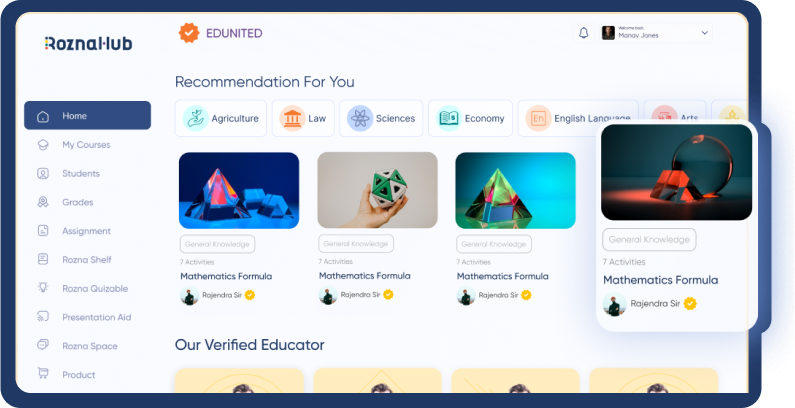 RoznaHub
EDUNITED
Welcome back
Manav Jones
Recommendation For You
Agriculture
Law
Sciences
Economy
En
English Language
Arts
Home
My Courses
Students
Grades
Assignment
Rozna Shelf
Rozna Quizable
Presentation Aid
Rozna Space
Product
General Knowledge
7 Activities
Mathematics Formula
Rajendra Sir
General Knowledge
7 Activities
Mathematics Formula
Rajendra Sir
General Knowledge
7 Activities
Mathematics Formula
Rajendra Sir
General Knowledge
7 Activities
Mathematics Formula
Rajendra Sir
Our Verified Educator